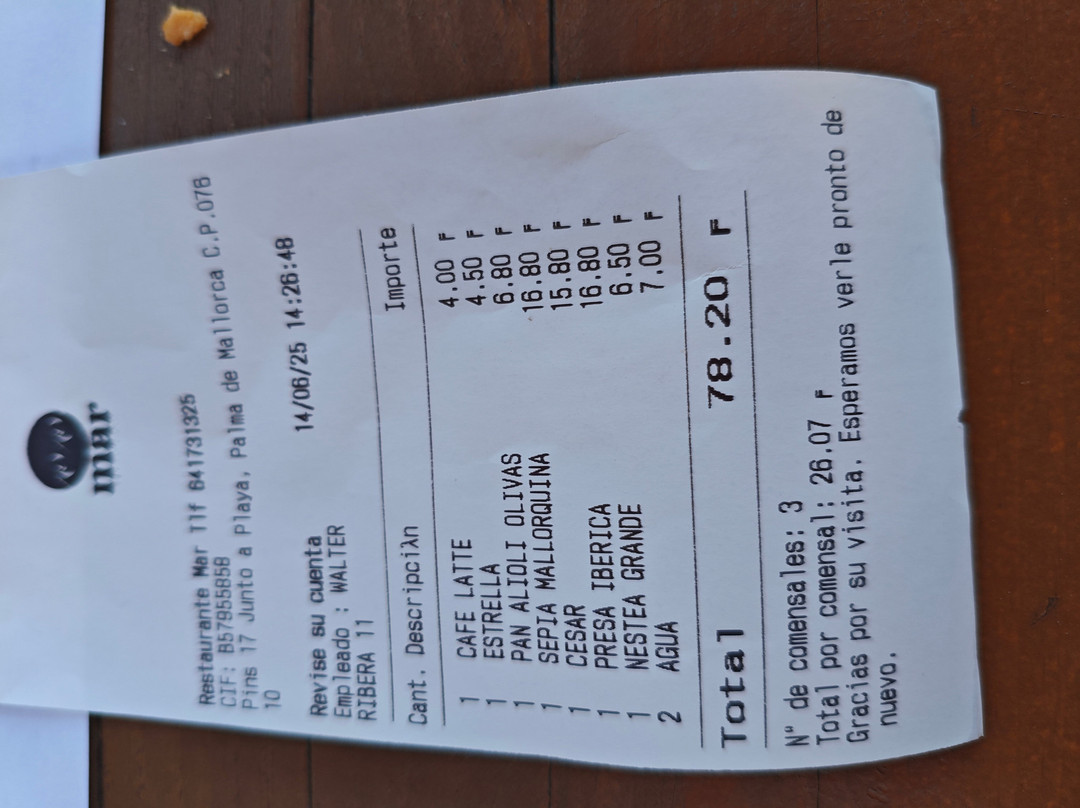 mar
Restaurante Mar Tlf 641731325
CIF: B57955858
Pins 17 Junto a Playa, Palma de Mallorca C.P.076
10
14/06/25 14:26:48
Revise su cuenta
Empleado : WALTER
RIBERA 11
Cant. Descripciλn Importe
1 CAFE LATTE 4.00 F
1 ESTRELLA 4.50 F
1 PAN ALIOLI OLIVAS 6.80 F
1 SEPIA MALLORQUINA 16.80 F
1 CESAR 15.80 F
1 PRESA IBERICA 16.80 F
1 NESTEA GRANDE 6.50 F
2 AGUA 7.00 F
Total 78.20 F
Nº de comensales: 3
Total por comensal: 26.07 F
Gracias por su visita. Esperamos verle pronto de
nuevo.